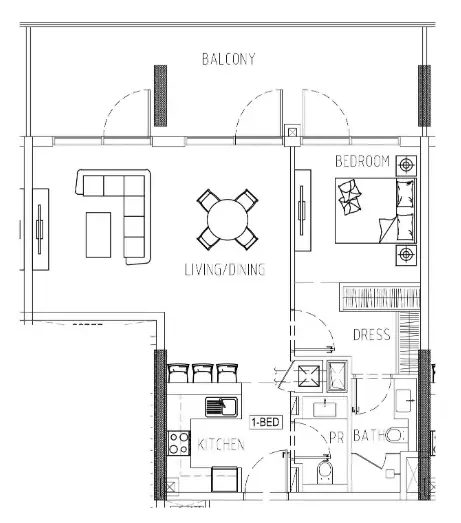 BALCONY
BEDROOM
LIVING/DINING
DRESS
1-BED
KITCHEN
PR
BATH